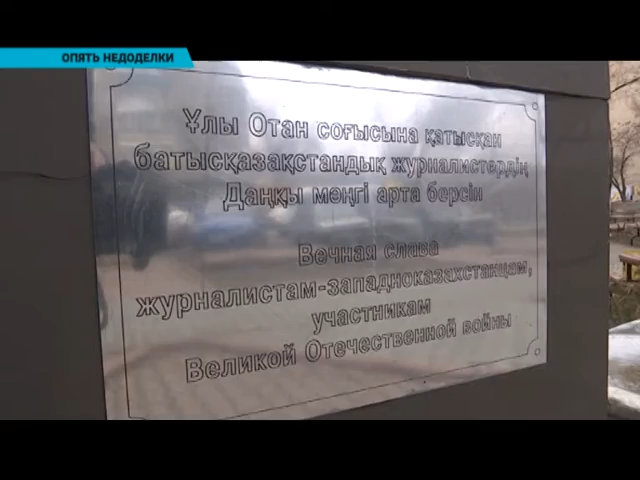 ОПЯТЬ НЕДОДЕЛКИ
Ұлы Отан соғысына қатысқан
батысқазақстандық журналистердің
Даңқы мәңгі арта берсін
Вечная слава
журналистам-западноказахстанцам,
участникам
Великой Отечественной войны